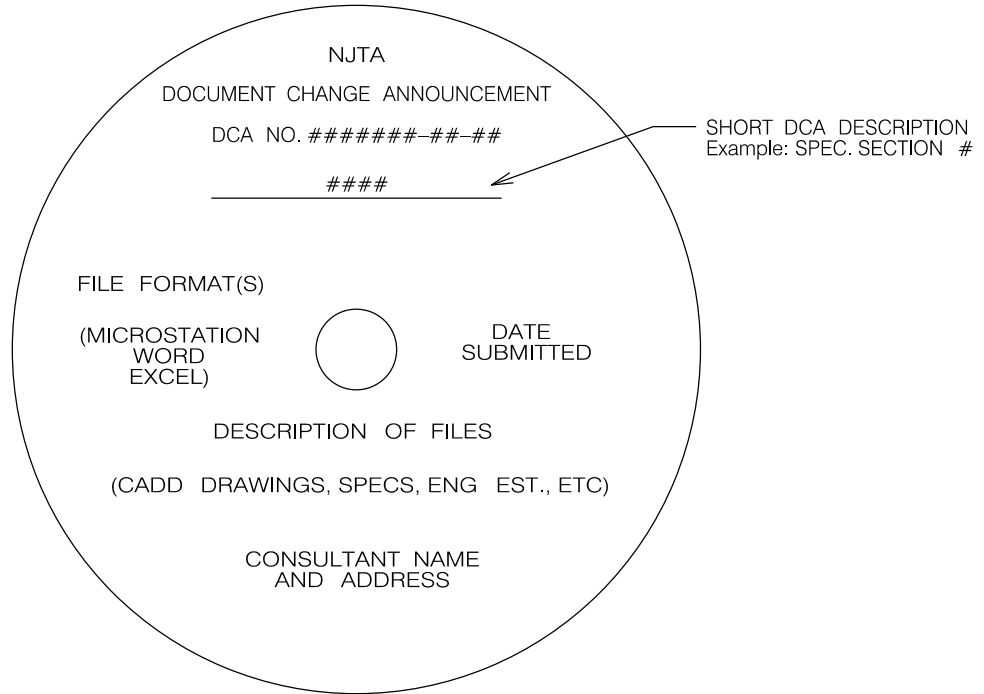 NJTA
DOCUMENT CHANGE ANNOUNCEMENT
DCA NO. #######-##-##
####
SHORT DCA DESCRIPTION
Example: SPEC. SECTION #
FILE FORMAT(S)
(MICROSTATION
WORD
EXCEL)
DATE
SUBMITTED
DESCRIPTION OF FILES
(CADD DRAWINGS, SPECS, ENG EST., ETC)
CONSULTANT NAME
AND ADDRESS